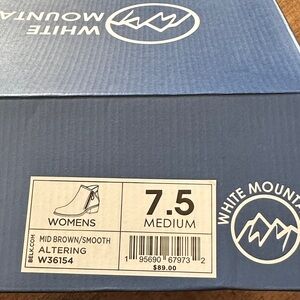 WHITE
MOUNTA
WOMENS
7.5
MEDIUM
BELK.COM
MID BROWN/SMOOTH
ALTERING
W36154
1 95690 67973 2
$89.00
WHITE MOUNTA